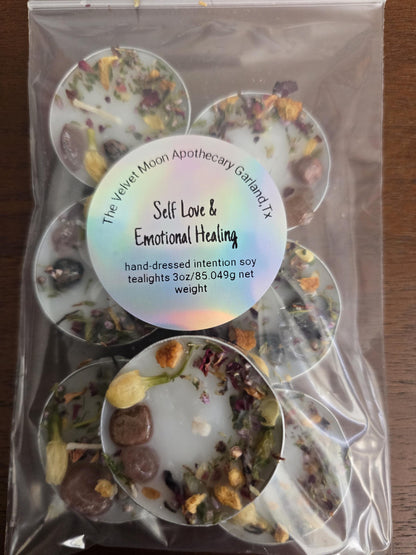 The Velvet Moon Apothecary Garland,Tx
Self Love &
Emotional Healing
hand-dressed intention soy
tealights 3oz/85.049g net
weight